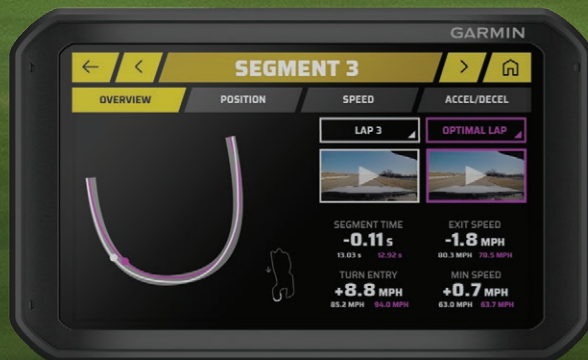 GARMIN
SEGMENT 3
OVERVIEW POSITION SPEED ACCEL/DECEL
LAP 3 OPTIMAL LAP
SEGMENT TIME EXIT SPEED
-0.11 s -1.8 MPH
13.03 s 12.92 s 80.3 MPH 78.5 MPH
TURN ENTRY MIN SPEED
+8.8 MPH +0.7 MPH
85.2 MPH 94.0 MPH 63.0 MPH 63.7 MPH